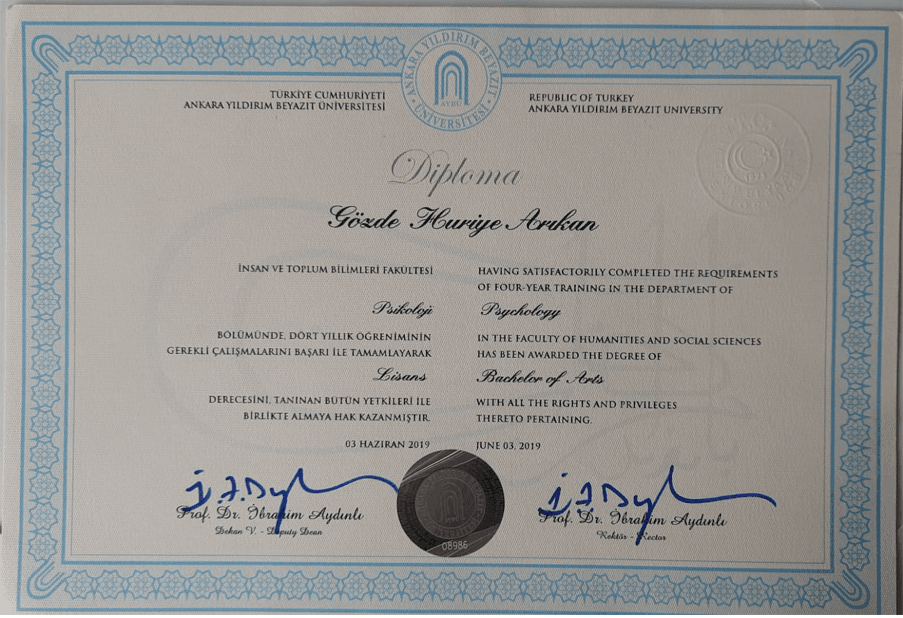 ANKARA YILDIRIM BEYAZIT
ÜNİVERSİTESİ
AYBÜ
TÜRKİYE CUMHURİYETİ
ANKARA YILDIRIM BEYAZIT ÜNİVERSİTESİ
REPUBLIC OF TURKEY
ANKARA YILDIRIM BEYAZIT UNIVERSITY
T.C.
1923
Diploma
Gözde Huriye Arıkan
İNSAN VE TOPLUM BİLİMLERİ FAKÜLTESİ
Psikoloji
BÖLÜMÜNDE, DÖRT YILLIK ÖĞRENİMİNİN
GEREKLİ ÇALIŞMALARINI BAŞARI İLE TAMAMLAYARAK
Lisans
DERECESİNİ, TANINAN BÜTÜN YETKİLERİ İLE
BİRLİKTE ALMAYA HAK KAZANMIŞTIR.
03 HAZIRAN 2019
HAVING SATISFACTORILY COMPLETED THE REQUIREMENTS
OF FOUR-YEAR TRAINING IN THE DEPARTMENT OF
Psychology
IN THE FACULTY OF HUMANITIES AND SOCIAL SCIENCES
HAS BEEN AWARDED THE DEGREE OF
Bachelor of Arts
WITH ALL THE RIGHTS AND PRIVILEGES
THERETO PERTAINING.
JUNE 03, 2019
Prof. Dr. İbrahim Aydınlı
Dekan V. - Deputy Dean
08986
Prof. Dr. İbrahim Aydınlı
Rektör - Rector